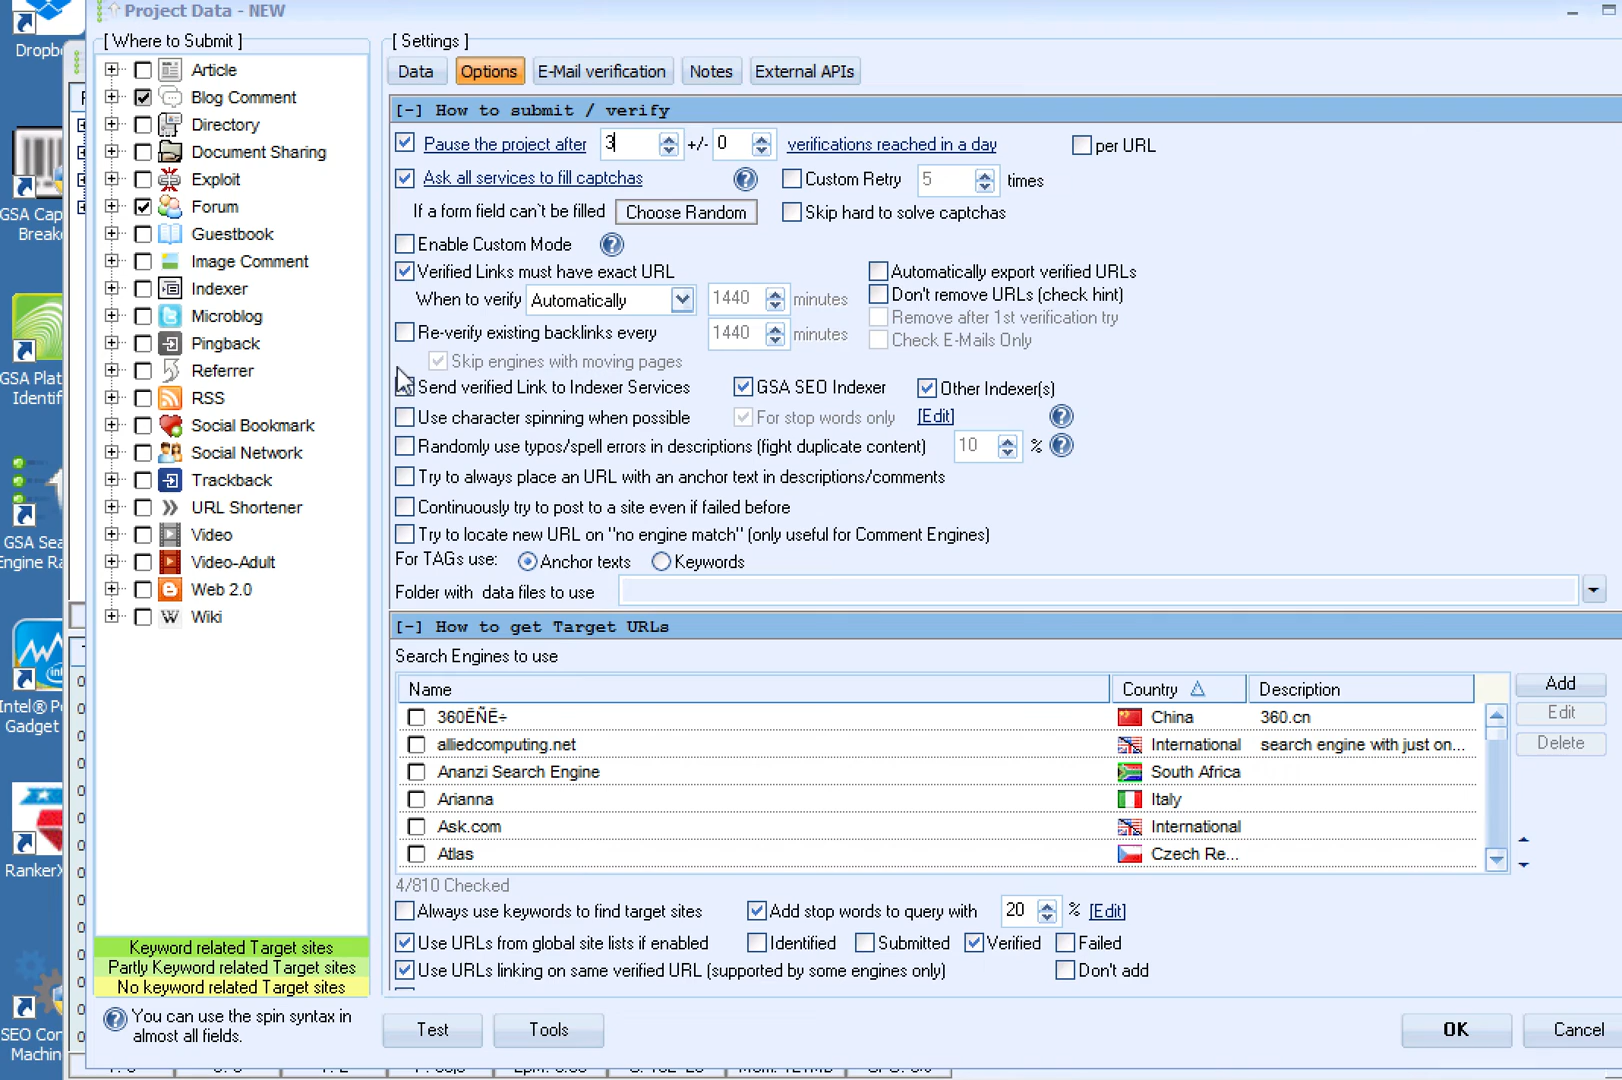 Project Data - NEW
Dropbo
GSA Cap
Breake
GSA Plat
Identif
GSA Sea
Engine Ra
Intel® P
Gadget
RankerX
SEO Con
Machin
[ Where to Submit ]
Article
Blog Comment
Directory
Document Sharing
Exploit
Forum
Guestbook
Image Comment
Indexer
Microblog
Pingback
Referrer
RSS
Social Bookmark
Social Network
Trackback
URL Shortener
Video
Video-Adult
Web 2.0
Wiki
Keyword related Target sites
Partly Keyword related Target sites
No keyword related Target sites
You can use the spin syntax in
almost all fields.
[ Settings ]
Data Options E-Mail verification Notes External APIs
[-] How to submit / verify
Pause the project after 3 +/- 0 verifications reached in a day per URL
Ask all services to fill captchas Custom Retry 5 times
If a form field can`t be filled Choose Random Skip hard to solve captchas
Enable Custom Mode
Verified Links must have exact URL Automatically export verified URLs
When to verify Automatically 1440 minutes Don't remove URLs (check hint)
Remove after 1st verification try
Re-verify existing backlinks every 1440 minutes Check E-Mails Only
Skip engines with moving pages
Send verified Link to Indexer Services GSA SEO Indexer Other Indexer(s)
Use character spinning when possible For stop words only [Edit]
Randomly use typos/spell errors in descriptions (fight duplicate content) 10 %
Try to always place an URL with an anchor text in descriptions/comments
Continuously try to post to a site even if failed before
Try to locate new URL on "no engine match" (only useful for Comment Engines)
For TAGs use: Anchor texts Keywords
Folder with data files to use
[-] How to get Target URLs
Search Engines to use
Name Country Description
360ËÑË÷ China 360.cn
alliedcomputing.net International search engine with just on...
Ananzi Search Engine South Africa
Arianna Italy
Ask.com International
Atlas Czech Re...
Add
Edit
Delete
4/810 Checked
Always use keywords to find target sites Add stop words to query with 20 % [Edit]
Use URLs from global site lists if enabled Identified Submitted Verified Failed
Use URLs linking on same verified URL (supported by some engines only) Don't add
Test Tools OK Cancel